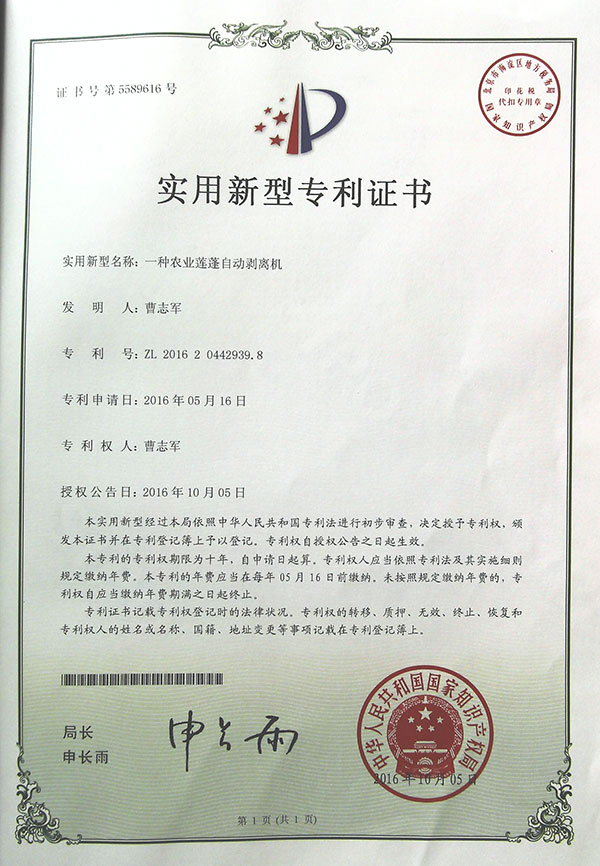 证书号第5589616号
北京市海淀区地方税务局
印花税
代扣专用章
国家知识产权局
实用新型专利证书
实用新型名称：一种农业莲蓬自动剥离机
发明人：曹志军
专利号：ZL 2016 2 0442939.8
专利申请日：2016年05月16日
专利权人：曹志军
授权公告日：2016年10月05日
本实用新型经过本局依照中华人民共和国专利法进行初步审查，决定授予专利权，颁
发本证书并在专利登记簿上予以登记。专利权自授权公告之日起生效。
本专利的专利权期限为十年，自申请日起算。专利权人应当依照专利法及其实施细则
规定缴纳年费。本专利的年费应当在每年05月16日前缴纳。未按照规定缴纳年费的，专
利权自应当缴纳年费期满之日起终止。
专利证书记载专利权登记时的法律状况。专利权的转移、质押、无效、终止、恢复和
专利权人的姓名或名称、国籍、地址变更等事项记载在专利登记簿上。
局长
申长雨
申长雨
中华人民共和国国家知识产权局
2016年10月05日
第1页(共1页)